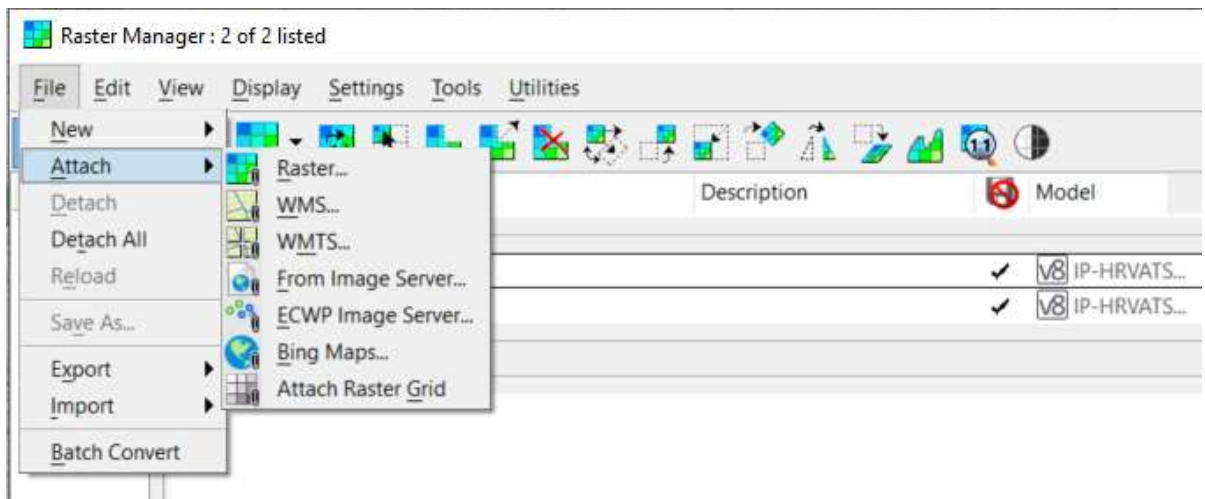 Raster Manager : 2 of 2 listed
File Edit View Display Settings Tools Utilities
New
Attach
Detach
Detach All
Reload
Save As...
Export
Import
Batch Convert
Raster...
WMS...
WMTS...
From Image Server...
ECWP Image Server...
Bing Maps...
Attach Raster Grid
1:1
Description Model
V8 IP-HRVATS...
V8 IP-HRVATS...